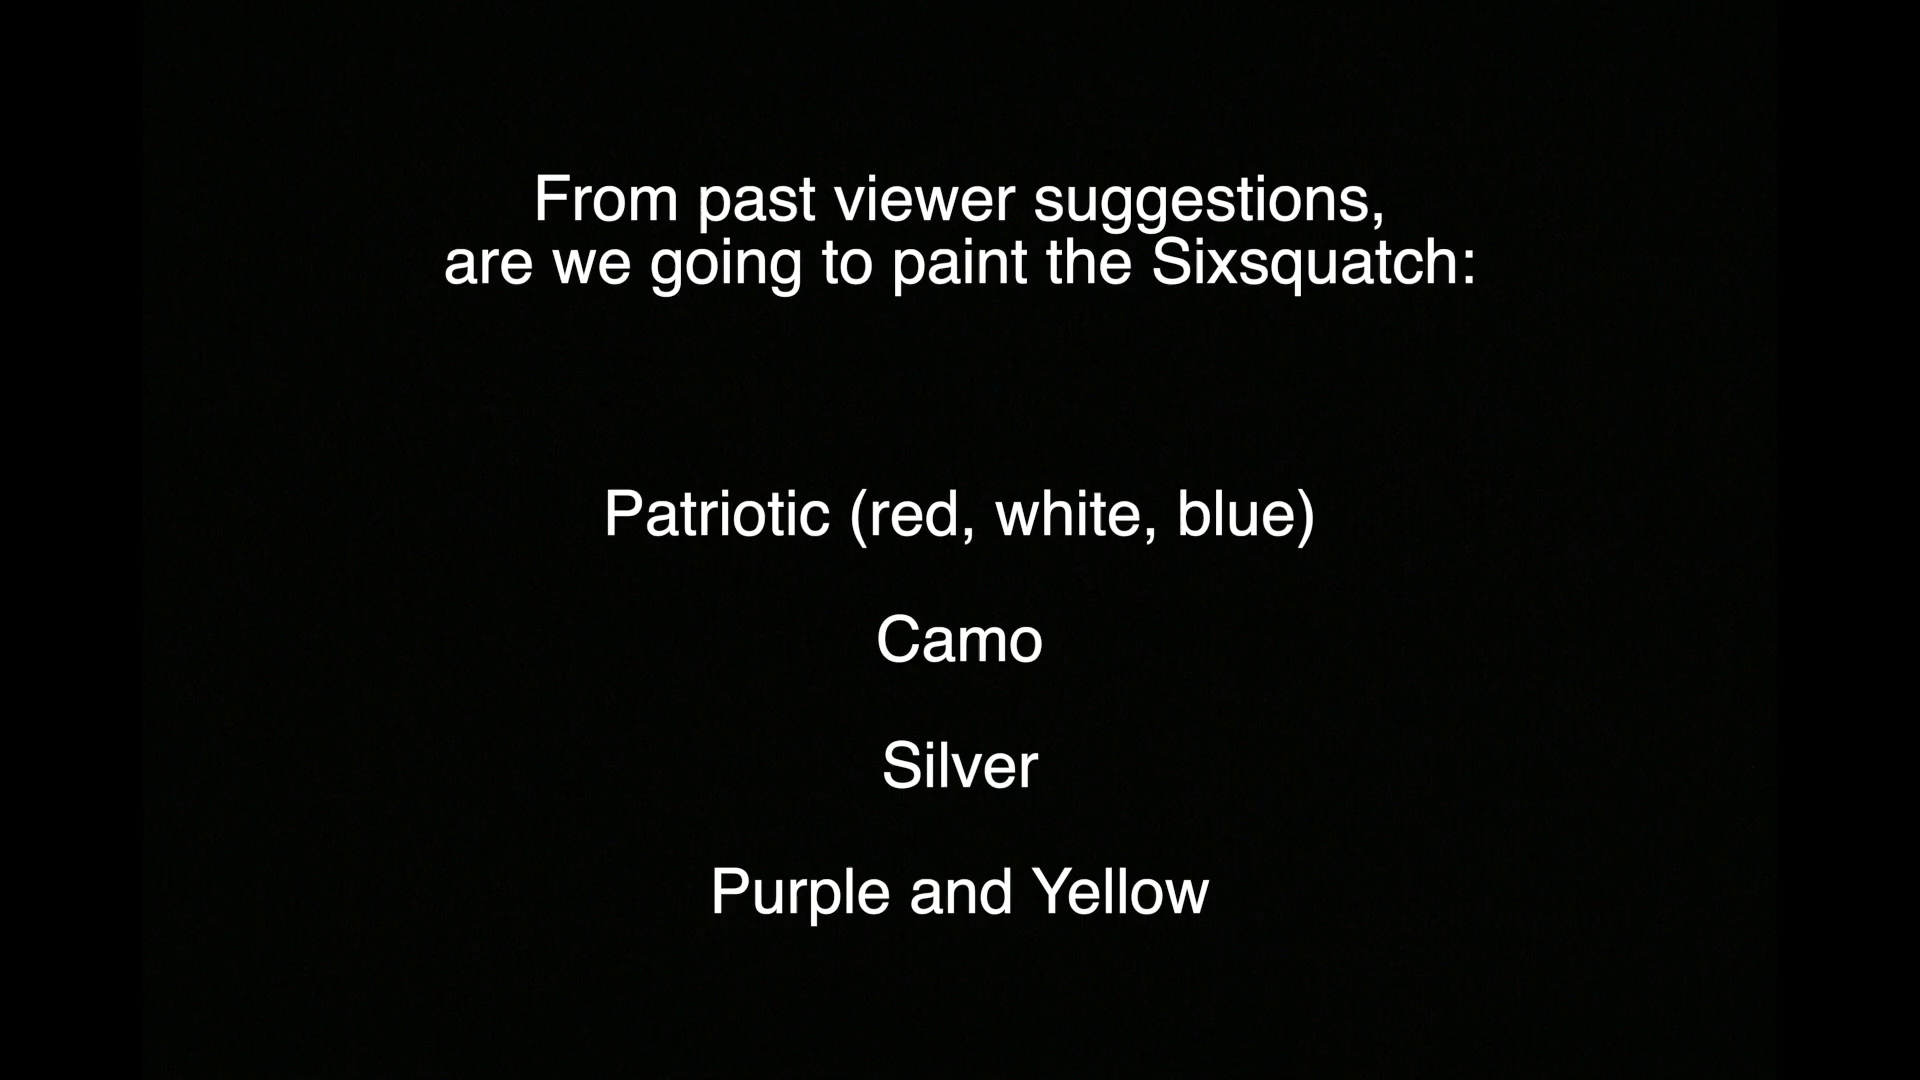 From past viewer suggestions,
are we going to paint the Sixsquatch:
Patriotic (red, white, blue)
Camo
Silver
Purple and Yellow